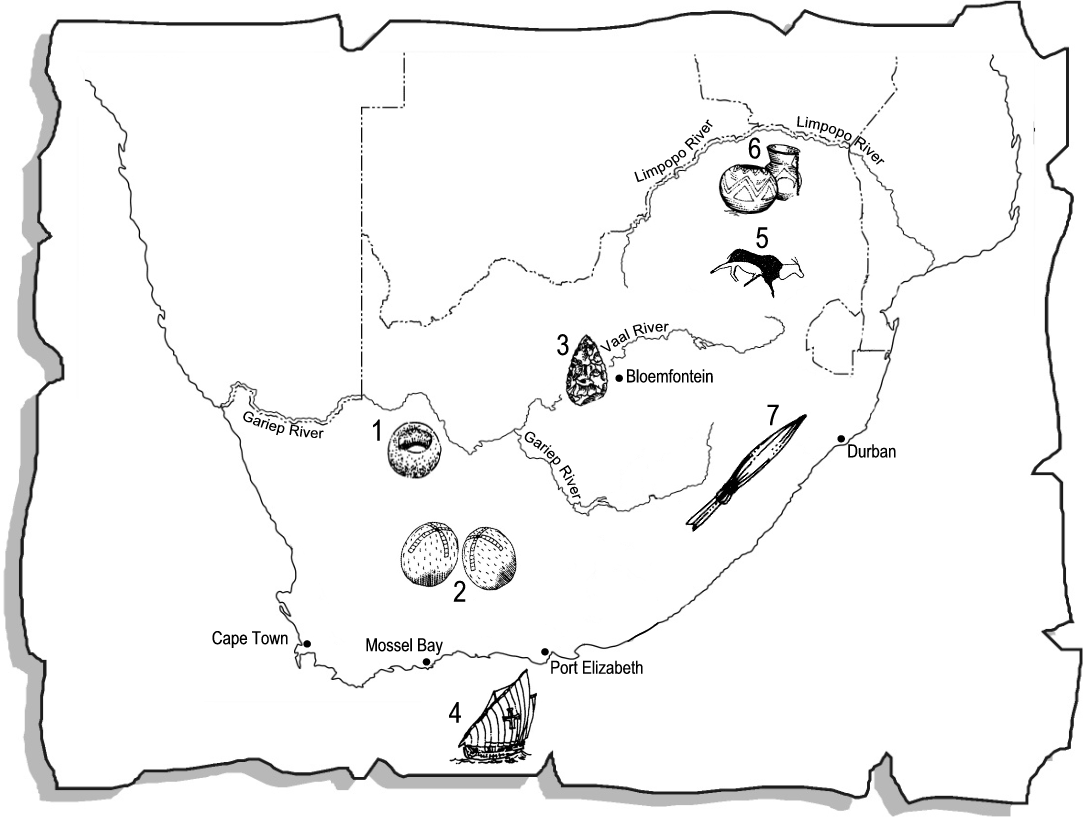 Limpopo River
Limpopo River
6
5
3
Vaal River
Bloemfontein
7
Gariep River
1
Gariep River
Durban
2
Cape Town
Mossel Bay
Port Elizabeth
4